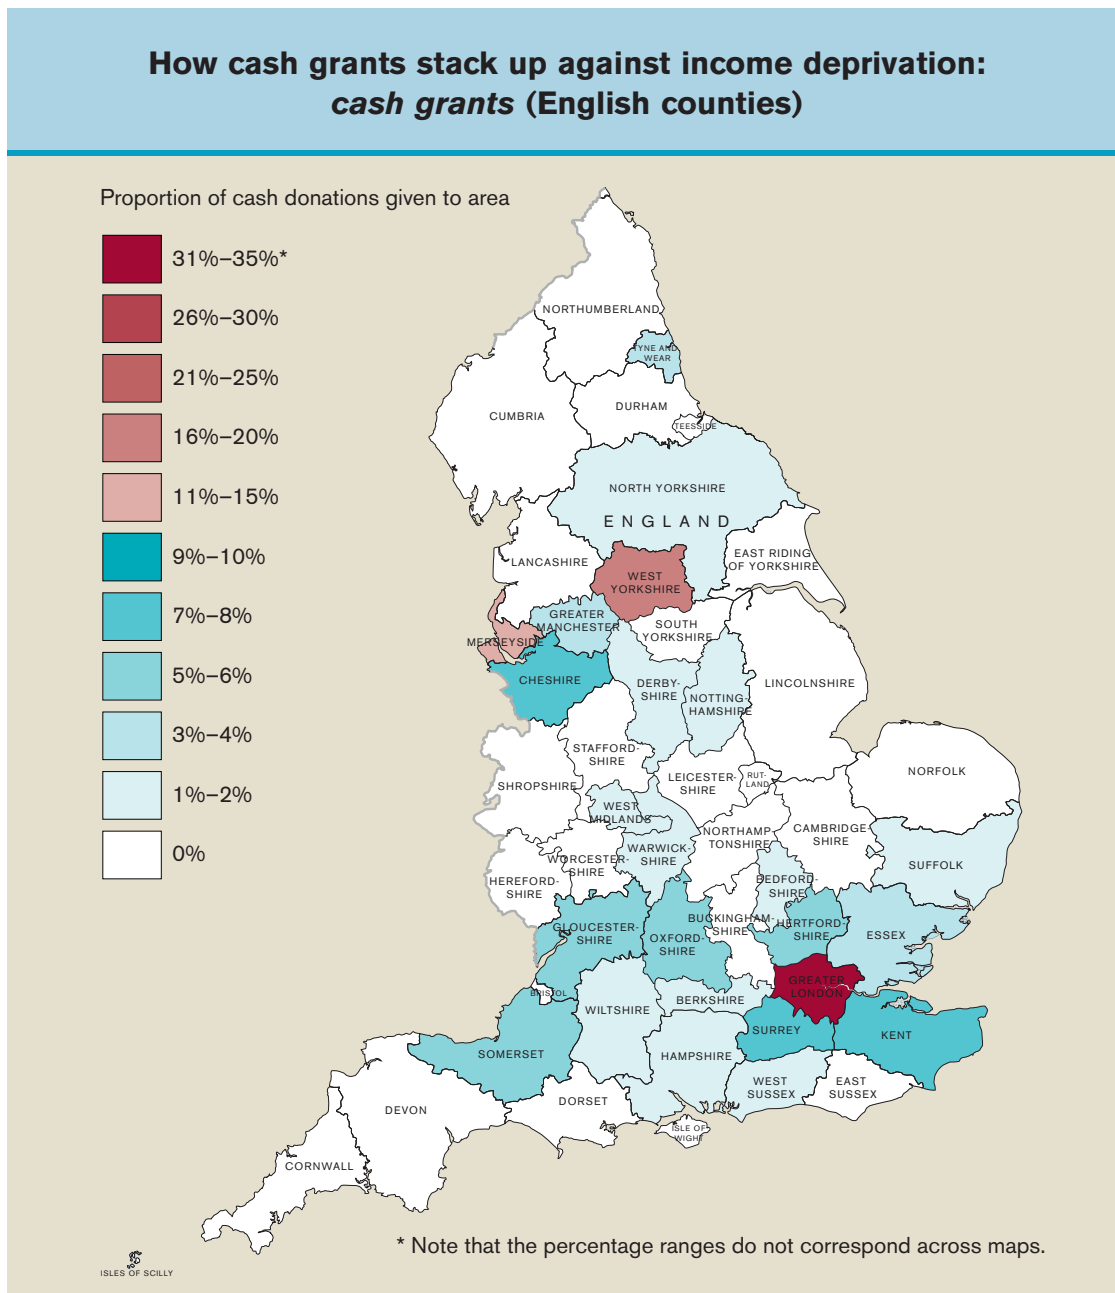 How cash grants stack up against income deprivation:
cash grants (English counties)
Proportion of cash donations given to area
31%–35%*
26%–30%
21%–25%
16%–20%
11%–15%
9%–10%
7%–8%
5%–6%
3%–4%
1%–2%
0%
NORTHUMBERLAND
TYNE AND
WEAR
CUMBRIA
DURHAM
TEESSIDE
NORTH YORKSHIRE
ENGLAND
LANCASHIRE
EAST RIDING
OF YORKSHIRE
WEST
YORKSHIRE
GREATER
MANCHESTER
SOUTH
YORKSHIRE
MERSEYSIDE
CHESHIRE
DERBY-
SHIRE
NOTTING-
HAMSHIRE
LINCOLNSHIRE
STAFFORD-
SHIRE
SHROPSHIRE
LEICESTER-
SHIRE
RUT-
LAND
NORFOLK
WEST
MIDLANDS
NORTHAMP-
TONSHIRE
CAMBRIDGE-
SHIRE
WORCESTER-
SHIRE
WARWICK-
SHIRE
SUFFOLK
HEREFORD-
SHIRE
BEDFORD-
SHIRE
GLOUCESTER-
SHIRE
OXFORD-
SHIRE
BUCKINGHAM-
SHIRE
HERTFORD-
SHIRE
ESSEX
GREATER
LONDON
BRISTOL
WILTSHIRE
BERKSHIRE
SURREY
KENT
SOMERSET
HAMPSHIRE
WEST
SUSSEX
EAST
SUSSEX
DEVON
DORSET
ISLE OF
WIGHT
CORNWALL
ISLES OF SCILLY
* Note that the percentage ranges do not correspond across maps.